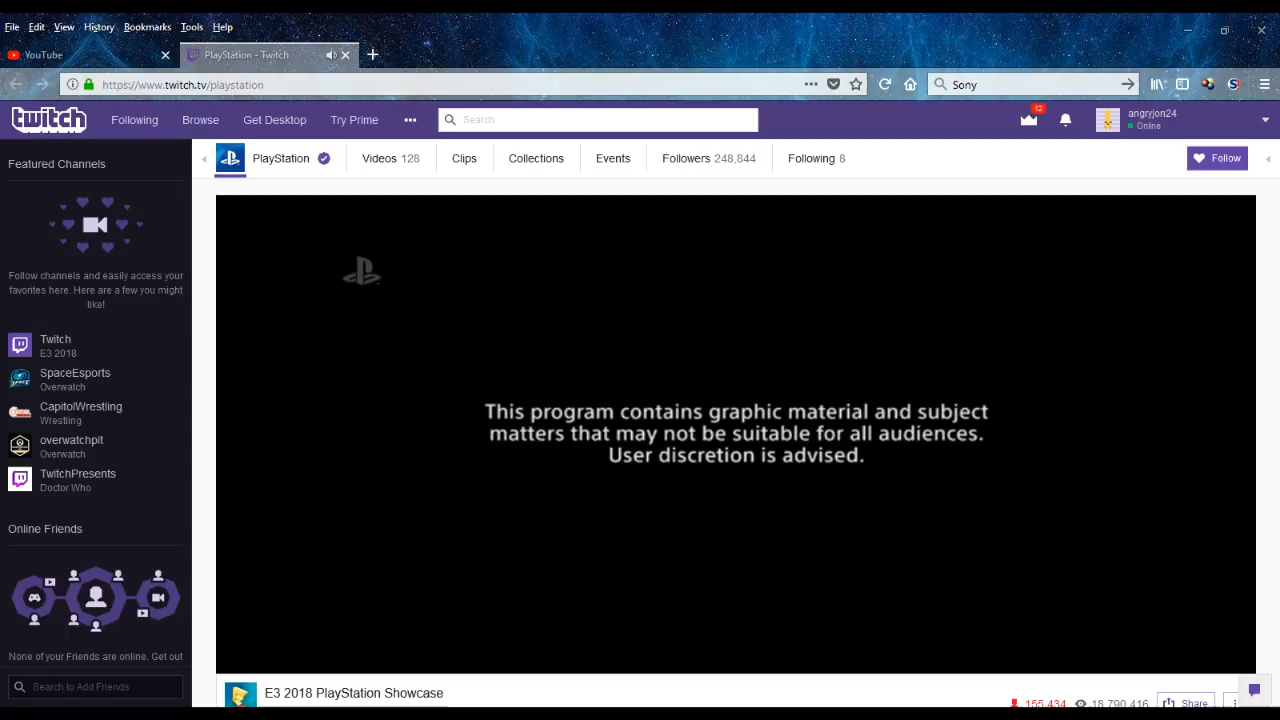 File Edit View History Bookmarks Tools Help
YouTube
PlayStation - Twitch
https://www.twitch.tv/playstation
Sony
twitch Following Browse Get Desktop Try Prime
Search
12
angryjon24
Online
Featured Channels
Follow channels and easily access your
favorites here. Here are a few you might
like!
Twitch
E3 2018
SpaceEsports
Overwatch
CapitolWrestling
Wrestling
overwatchpit
Overwatch
TwitchPresents
Doctor Who
Online Friends
None of your Friends are online. Get out
Search to Add Friends
PlayStation Videos 128 Clips Collections Events Followers 248,844 Following 8 Follow
This program contains graphic material and subject
matters that may not be suitable for all audiences.
User discretion is advised.
E3 2018 PlayStation Showcase
155,434 18,790,416 Share